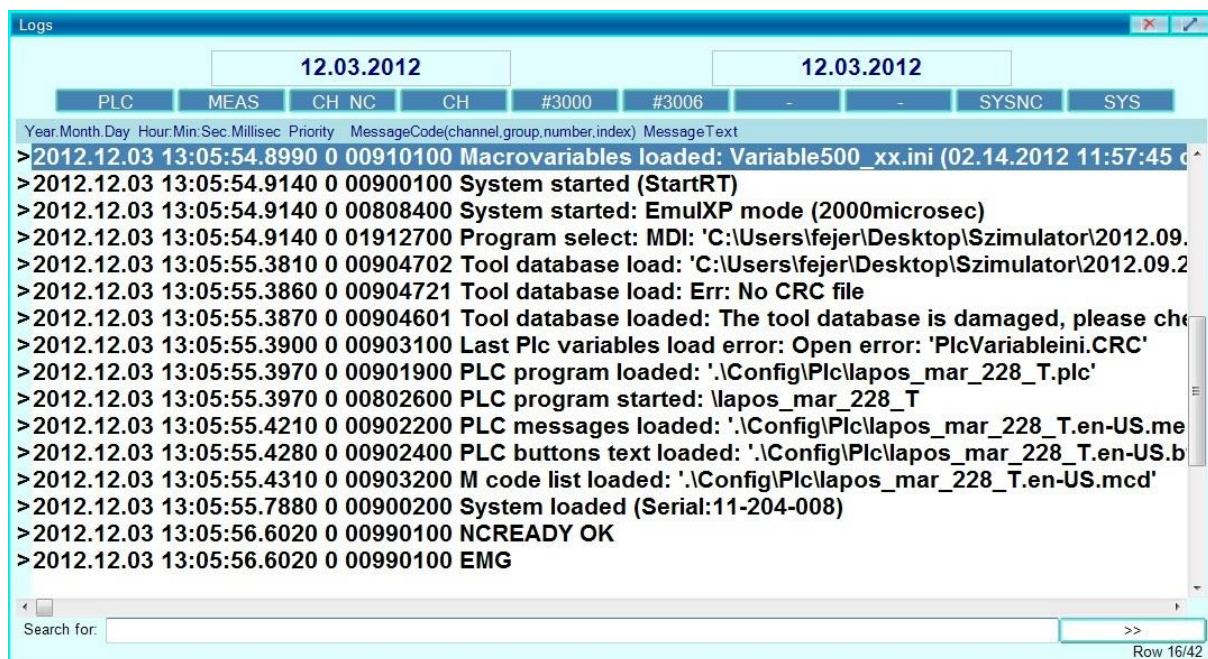 Logs
12.03.2012 12.03.2012
PLC MEAS CH NC CH #3000 #3006 - - SYSNC SYS
Year.Month.Day Hour:Min:Sec.Millisec Priority MessageCode(channel,group,number,index) MessageText
>2012.12.03 13:05:54.8990 0 00910100 Macrovariables loaded: Variable500_xx.ini (02.14.2012 11:57:45
>2012.12.03 13:05:54.9140 0 00900100 System started (StartRT)
>2012.12.03 13:05:54.9140 0 00808400 System started: EmulXP mode (2000microsec)
>2012.12.03 13:05:54.9140 0 01912700 Program select: MDI: 'C:\Users\fejer\Desktop\Szimulator\2012.09.
>2012.12.03 13:05:55.3810 0 00904702 Tool database load: 'C:\Users\fejer\Desktop\Szimulator\2012.09.2
>2012.12.03 13:05:55.3860 0 00904721 Tool database load: Err: No CRC file
>2012.12.03 13:05:55.3870 0 00904601 Tool database loaded: The tool database is damaged, please che
>2012.12.03 13:05:55.3900 0 00903100 Last Plc variables load error: Open error: 'PlcVariableini.CRC'
>2012.12.03 13:05:55.3970 0 00901900 PLC program loaded: '.\Config\Plc\lapos_mar_228_T.plc'
>2012.12.03 13:05:55.3970 0 00802600 PLC program started: \lapos_mar_228_T
>2012.12.03 13:05:55.4210 0 00902200 PLC messages loaded: '.\Config\Plc\lapos_mar_228_T.en-US.me
>2012.12.03 13:05:55.4280 0 00902400 PLC buttons text loaded: '.\Config\Plc\lapos_mar_228_T.en-US.b
>2012.12.03 13:05:55.4310 0 00903200 M code list loaded: '.\Config\Plc\lapos_mar_228_T.en-US.mcd'
>2012.12.03 13:05:55.7880 0 00900200 System loaded (Serial:11-204-008)
>2012.12.03 13:05:56.6020 0 00990100 NCREADY OK
>2012.12.03 13:05:56.6020 0 00990100 EMG
Search for: >>
Row 16/42